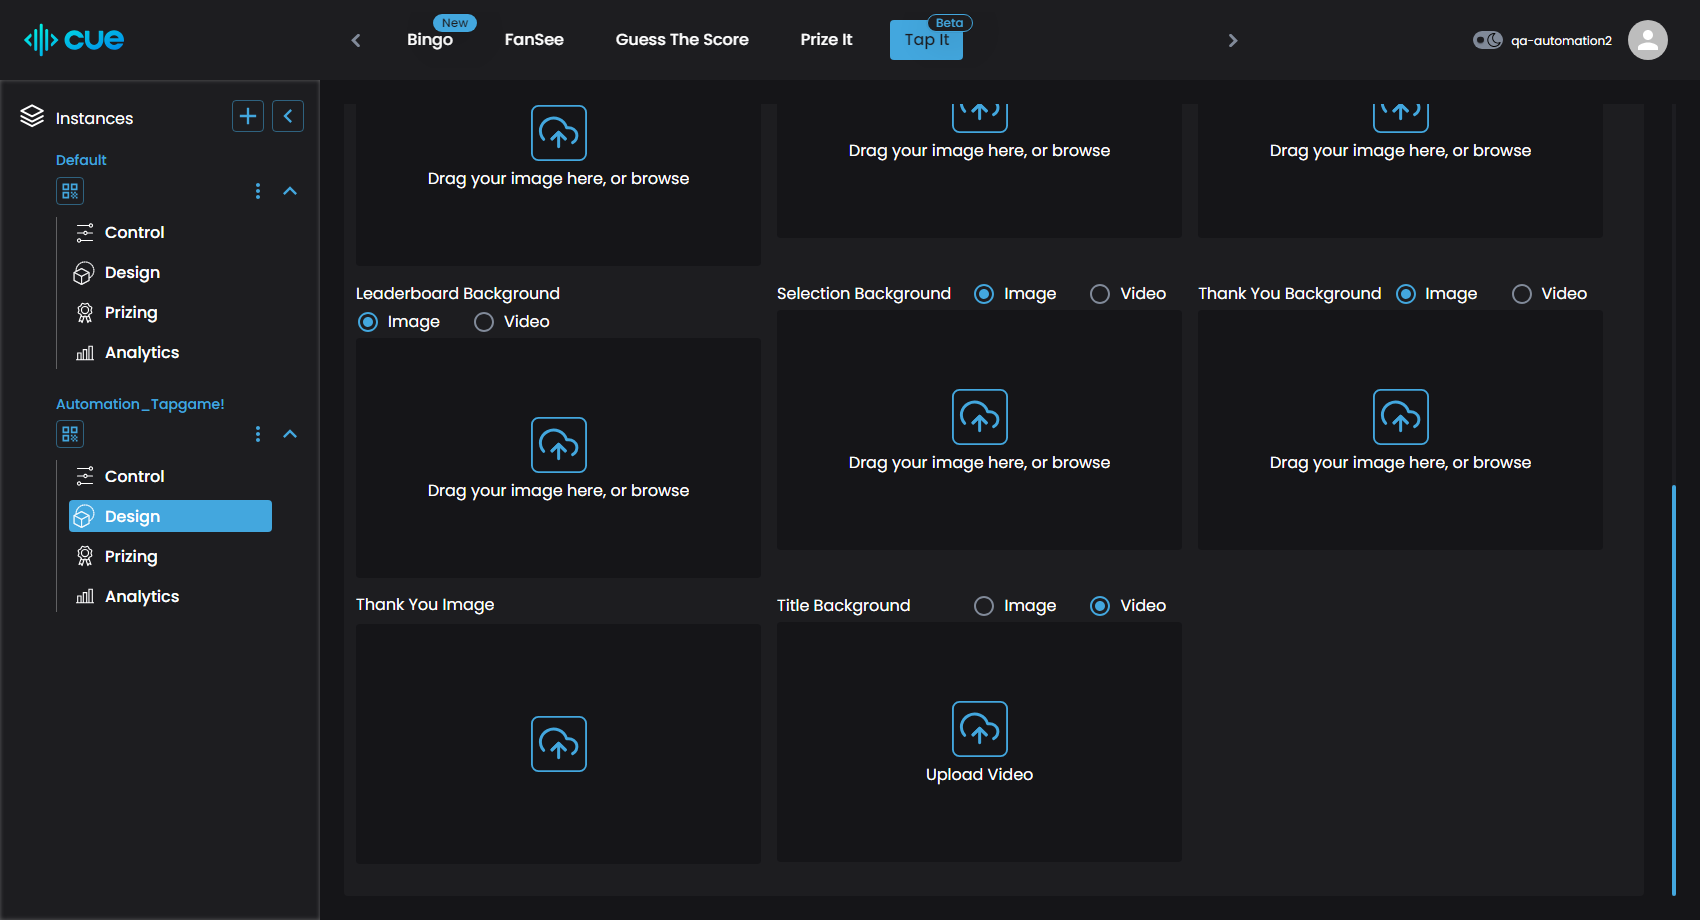 cue
New
Bingo
FanSee
Guess The Score
Prize It
Beta
Tap It
qa-automation2
Instances
Default
Control
Design
Prizing
Analytics
Automation_Tapgame!
Control
Design
Prizing
Analytics
Drag your image here, or browse
Drag your image here, or browse
Drag your image here, or browse
Leaderboard Background
Image Video
Drag your image here, or browse
Selection Background Image Video
Drag your image here, or browse
Thank You Background Image Video
Drag your image here, or browse
Thank You Image
Title Background Image Video
Upload Video